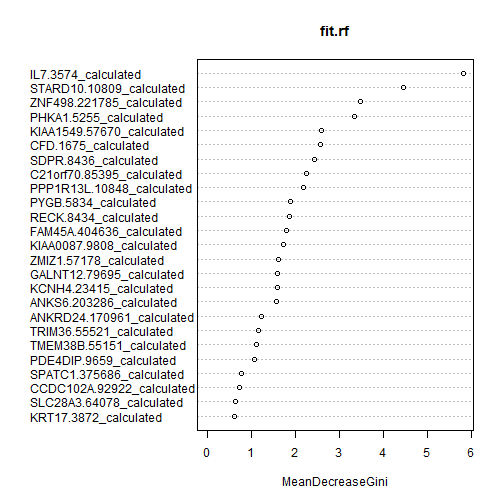 fit.rf
IL7.3574_calculated
STARD10.10809_calculated
ZNF498.221785_calculated
PHKA1.5255_calculated
KIAA1549.57670_calculated
CFD.1675_calculated
SDPR.8436_calculated
C21orf70.85395_calculated
PPP1R13L.10848_calculated
PYGB.5834_calculated
RECK.8434_calculated
FAM45A.404636_calculated
KIAA0087.9808_calculated
ZMIZ1.57178_calculated
GALNT12.79695_calculated
KCNH4.23415_calculated
ANKS6.203286_calculated
ANKRD24.170961_calculated
TRIM36.55521_calculated
TMEM38B.55151_calculated
PDE4DIP.9659_calculated
SPATC1.375686_calculated
CCDC102A.92922_calculated
SLC28A3.64078_calculated
KRT17.3872_calculated
0 1 2 3 4 5 6
MeanDecreaseGini